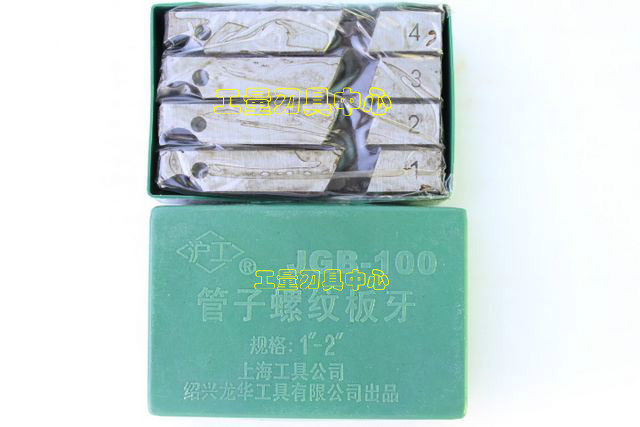 4
3
工量刃具中心
2
1
沪工® JGB-100
工量刃具中心
管子螺纹板牙
规格:1"-2"
上海工具公司
绍兴龙华工具有限公司出品